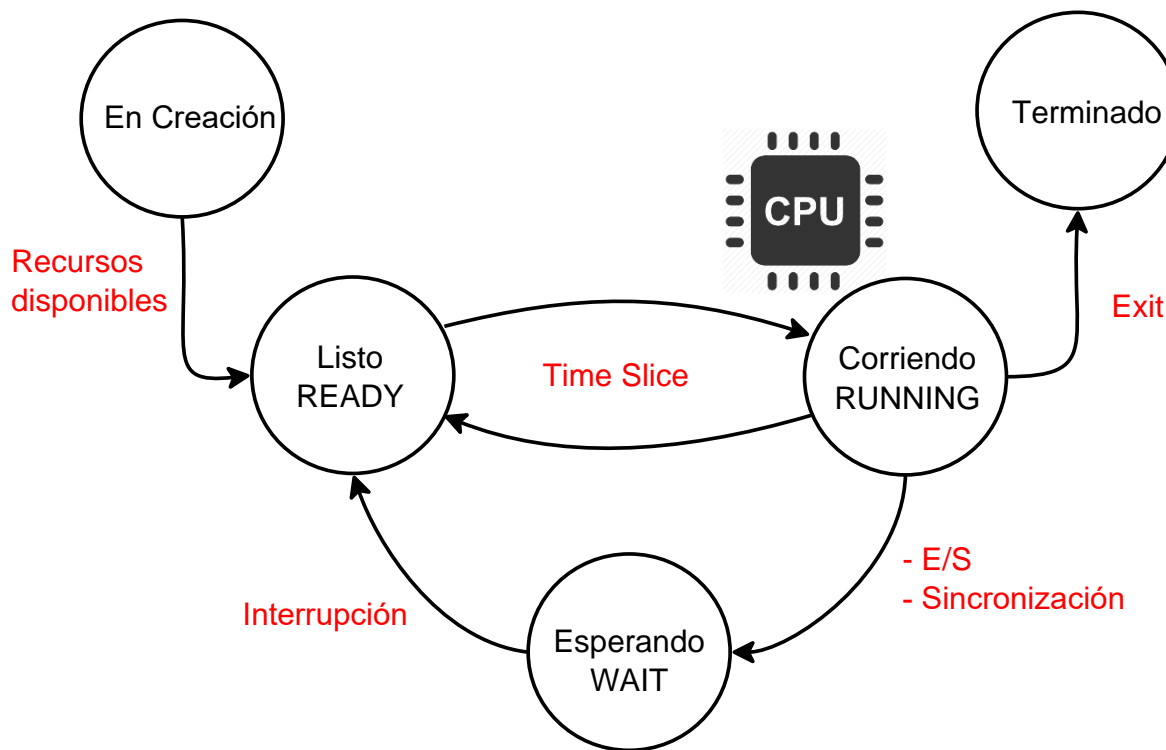 En Creación
Terminado
CPU
Recursos
disponibles
Exit
Listo
READY
Time Slice
Corriendo
RUNNING
- E/S
- Sincronización
Interrupción
Esperando
WAIT